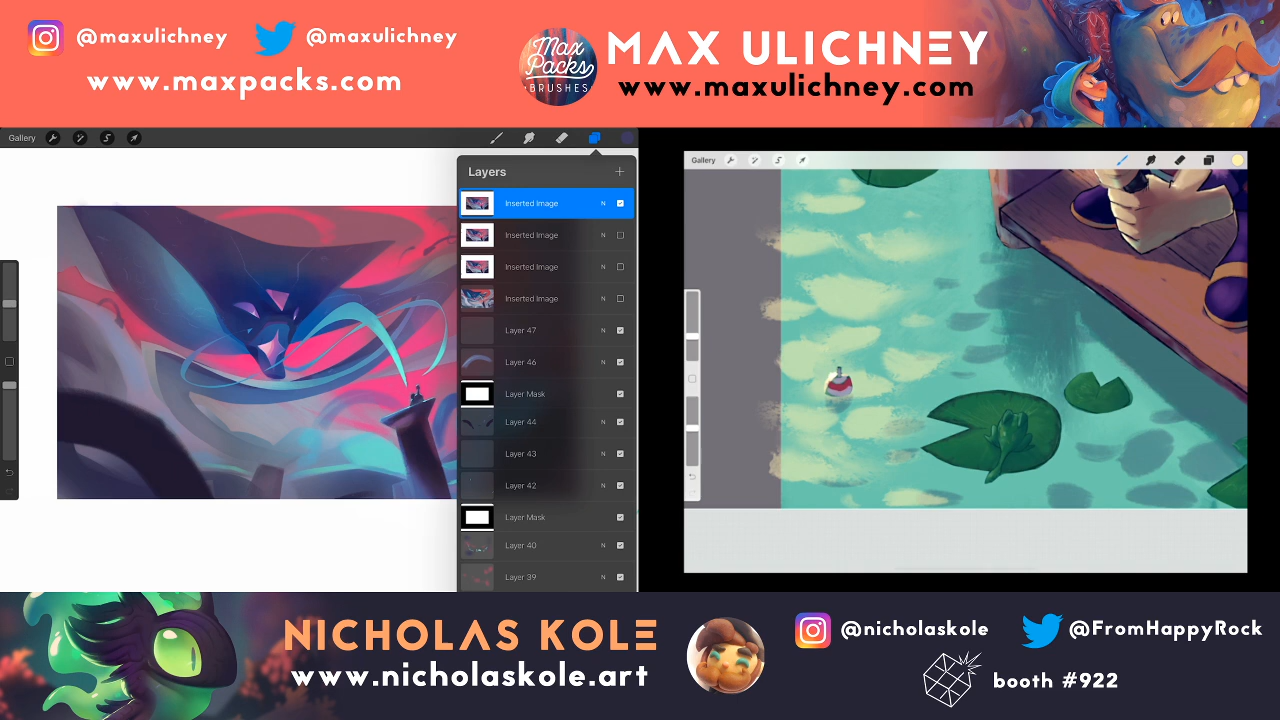 @maxulichney
@maxulichney
www.maxpacks.com
Max
Packs
BRUSHES
MAX ULICHNEY
www.maxulichney.com
Gallery
Layers
Inserted Image N
Inserted Image N
Inserted Image N
Inserted Image N
Layer 47 N
Layer 46 N
Layer Mask
Layer 44 N
Layer 43 N
Layer 42 N
Layer Mask
Layer 40 N
Layer 39 N
Gallery
NICHOLAS KOLE
www.nicholaskole.art
@nicholaskole
@FromHappyRock
booth #922